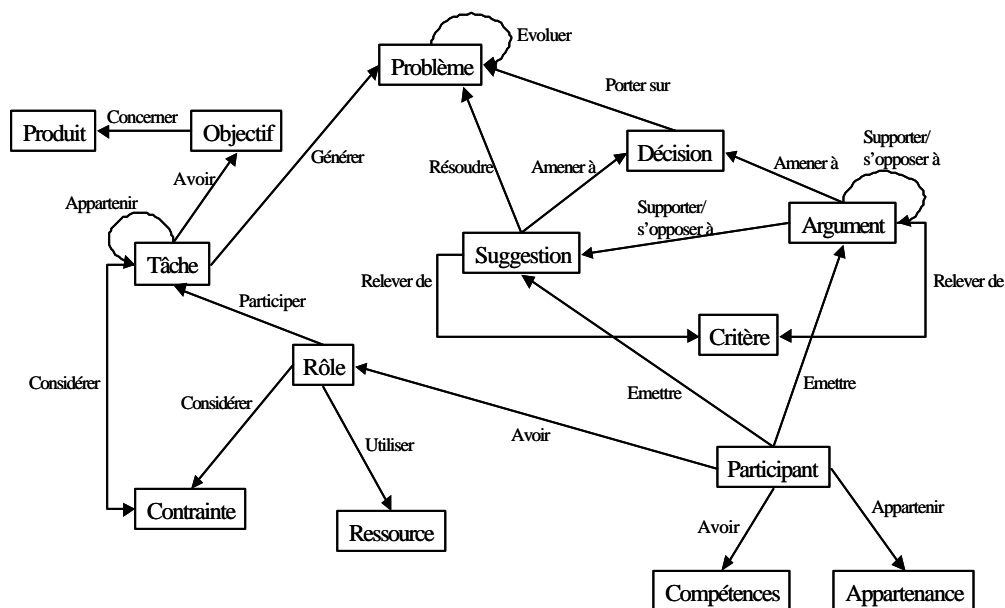 Evoluer
Problème
Porter sur
Concerner
Produit
Objectif
Générer
Décision
Supporter/
s'opposer à
Résoudre
Amener à
Amener à
Avoir
Appartenir
Supporter/
s'opposer à
Argument
Tâche
Suggestion
Relever de
Relever de
Participer
Critère
Rôle
Considérer
Considérer
Emettre
Emettre
Avoir
Utiliser
Participant
Contrainte
Ressource
Avoir
Appartenir
Compétences
Appartenance